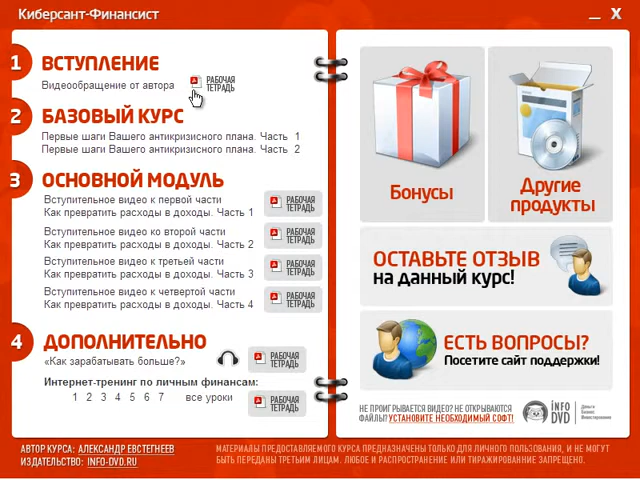 Киберсант-Финансист
1 ВСТУПЛЕНИЕ
Видеообращение от автора
РАБОЧАЯ
ТЕТРАДЬ
2 БАЗОВЫЙ КУРС
Первые шаги Вашего антикризисного плана. Часть 1
Первые шаги Вашего антикризисного плана. Часть 2
3 ОСНОВНОЙ МОДУЛЬ
Вступительное видео к первой части
Как превратить расходы в доходы. Часть 1
РАБОЧАЯ
ТЕТРАДЬ
Вступительное видео ко второй части
Как превратить расходы в доходы. Часть 2
РАБОЧАЯ
ТЕТРАДЬ
Вступительное видео к третьей части
Как превратить расходы в доходы. Часть 3
РАБОЧАЯ
ТЕТРАДЬ
Вступительное видео к четвертой части
Как превратить расходы в доходы. Часть 4
РАБОЧАЯ
ТЕТРАДЬ
4 ДОПОЛНИТЕЛЬНО
«Как зарабатывать больше?»
РАБОЧАЯ
ТЕТРАДЬ
Интернет-тренинг по личным финансам:
1 2 3 4 5 6 7 все уроки
РАБОЧАЯ
ТЕТРАДЬ
Бонусы
Другие
продукты
ОСТАВЬТЕ ОТЗЫВ
на данный курс!
ЕСТЬ ВОПРОСЫ?
Посетите сайт поддержки!
НЕ ПРОИГРЫВАЕТСЯ ВИДЕО? НЕ ОТКРЫВАЮТСЯ
ФАЙЛЫ? УСТАНОВИТЕ НЕОБХОДИМЫЙ СОФТ!
INFO
DVD
Деньги
Бизнес
Инвестирование
АВТОР КУРСА: АЛЕКСАНДР ЕВСТЕГНЕЕВ
ИЗДАТЕЛЬСТВО: INFO-DVD.RU
МАТЕРИАЛЫ ПРЕДОСТАВЛЯЕМОГО КУРСА ПРЕДНАЗНАЧЕНЫ ТОЛЬКО ДЛЯ ЛИЧНОГО ПОЛЬЗОВАНИЯ, И НЕ МОГУТ
БЫТЬ ПЕРЕДАНЫ ТРЕТЬИМ ЛИЦАМ. ЛЮБОЕ И РАСПРОСТРАНЕНИЕ ИЛИ ТИРАЖИРОВАНИЕ ЗАПРЕЩЕНО.